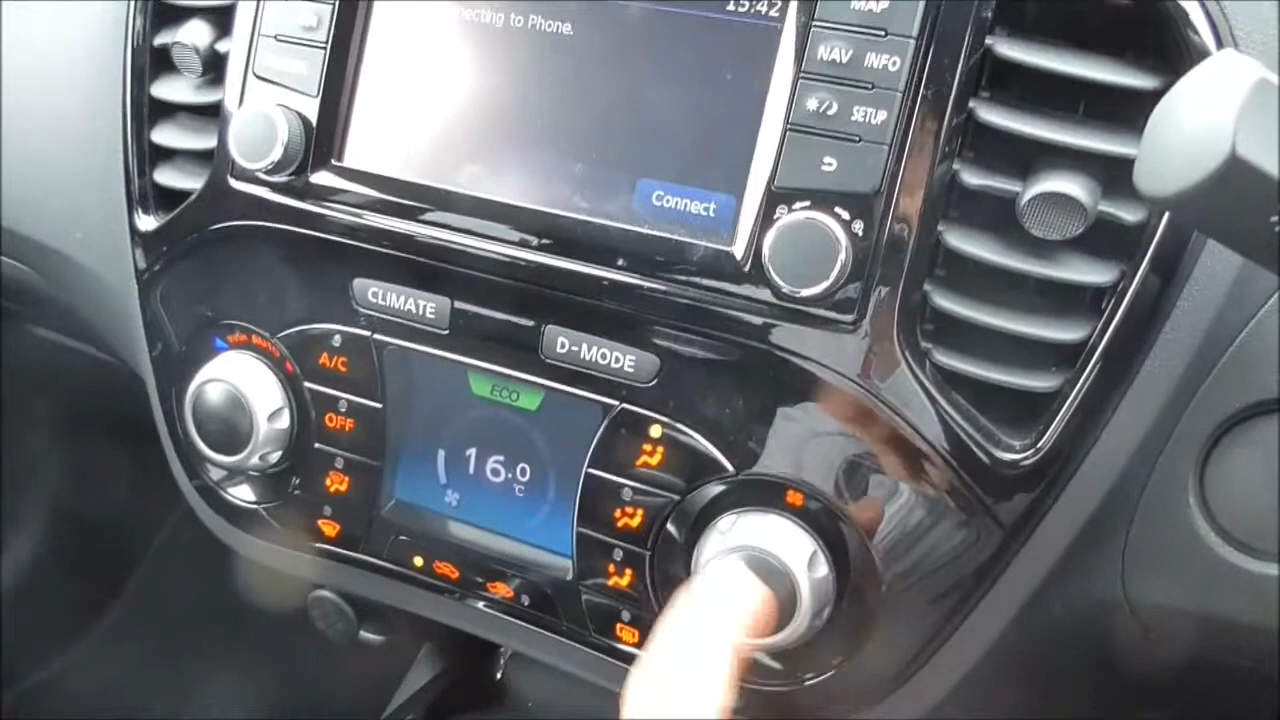 15:42
necting to Phone.
Connect
MAP
NAV INFO
SETUP
CLIMATE
D-MODE
AUTO
A/C
OFF
ECO
16.0
°C